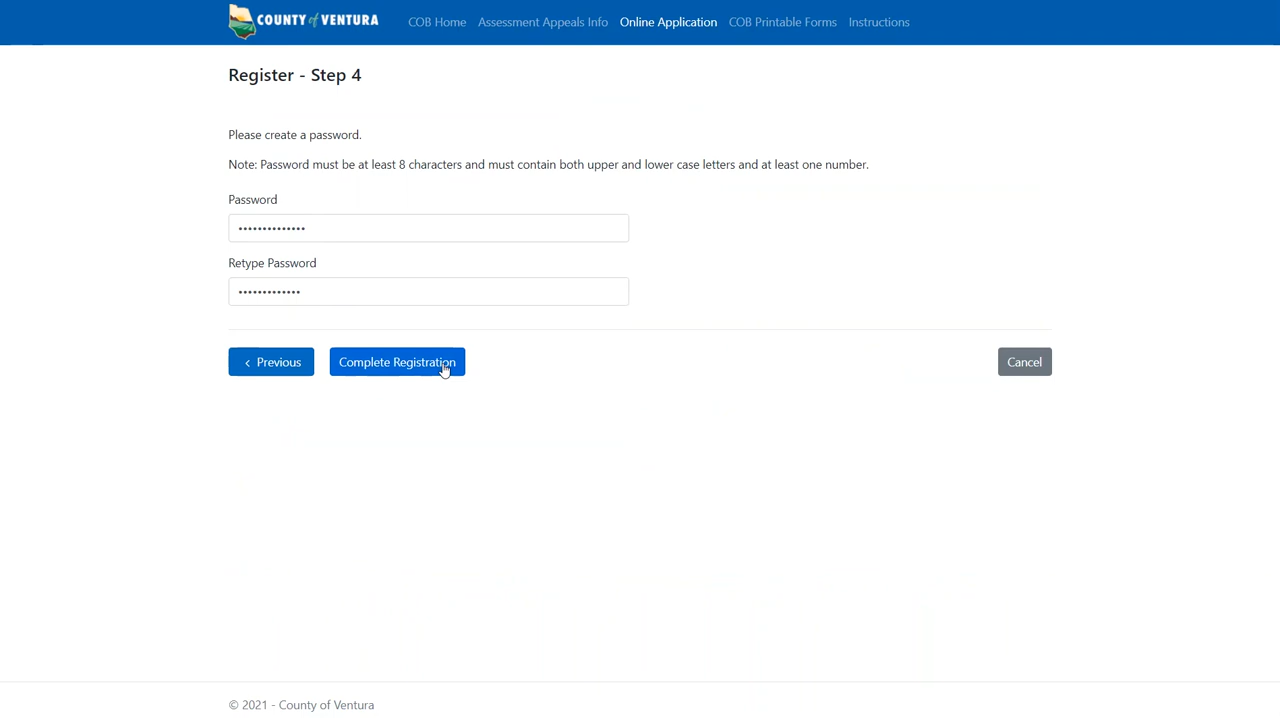 COUNTY of VENTURA
COB Home Assessment Appeals Info Online Application COB Printable Forms Instructions
Register - Step 4
Please create a password.
Note: Password must be at least 8 characters and must contain both upper and lower case letters and at least one number.
Password
••••••••••••••
Retype Password
•••••••••••••
‹ Previous Complete Registration Cancel
© 2021 - County of Ventura